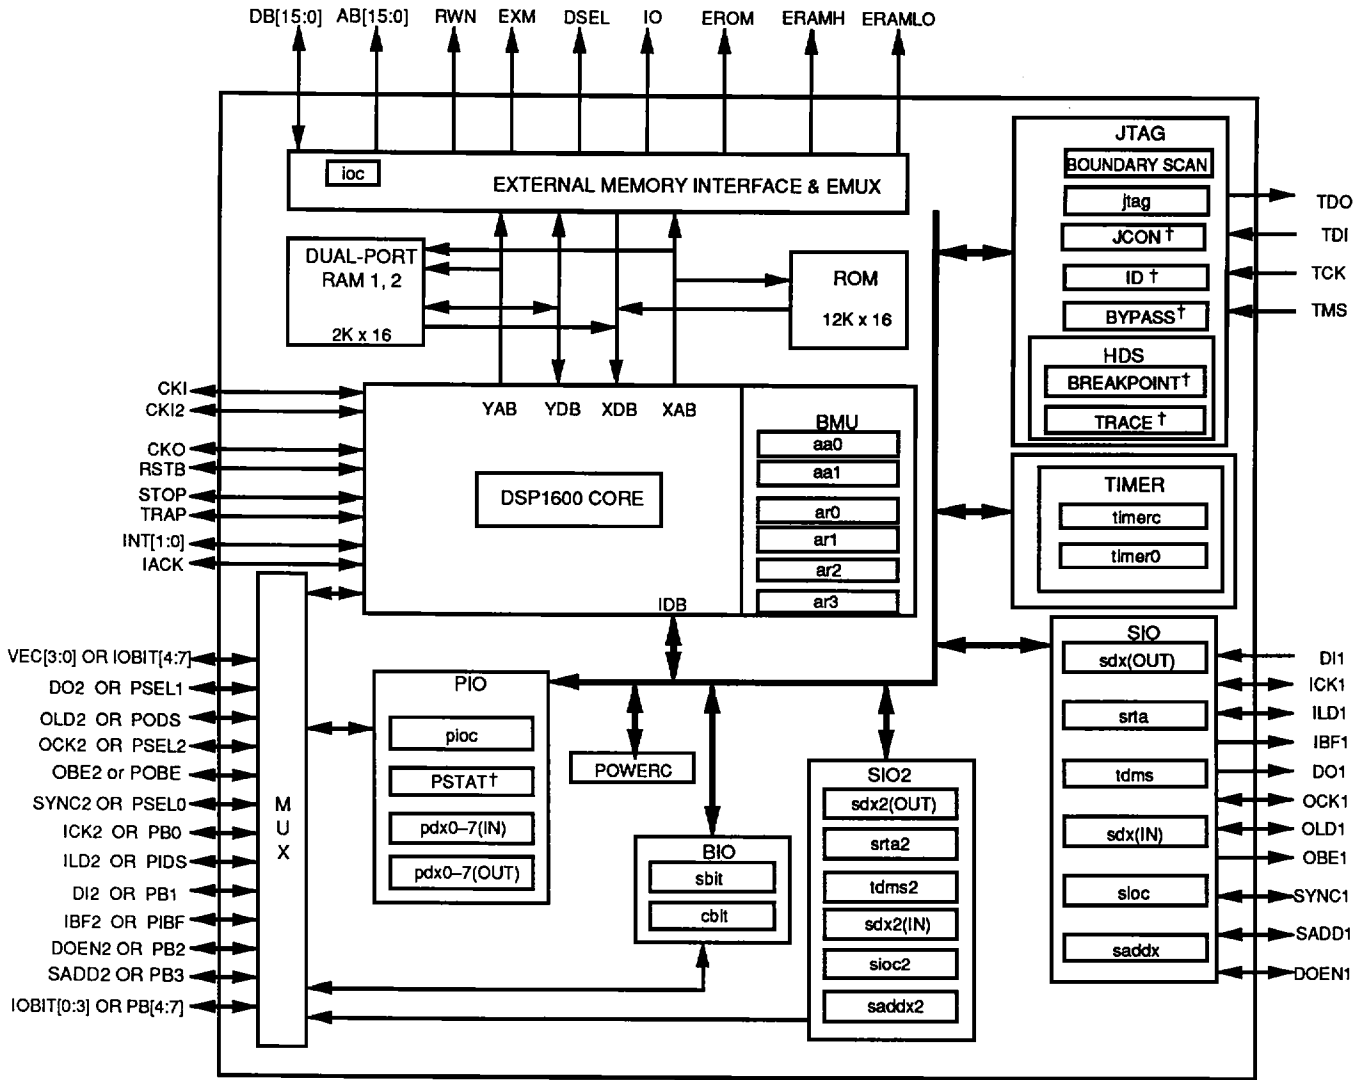 DB[15:0] AB[15:0] RWN EXM DSEL IO EROM ERAMH ERAMLO
ioc
EXTERNAL MEMORY INTERFACE & EMUX
DUAL-PORT
RAM 1, 2
2K x 16
ROM
12K x 16
JTAG
BOUNDARY SCAN
jtag
JCON †
ID †
BYPASS †
HDS
BREAKPOINT †
TRACE †
TDO
TDI
TCK
TMS
CKI
CKI2
CKO
RSTB
STOP
TRAP
INT[1:0]
IACK
YAB YDB XDB XAB
DSP1600 CORE
IDB
BMU
aa0
aa1
ar0
ar1
ar2
ar3
TIMER
timerc
timer0
VEC[3:0] OR IOBIT[4:7]
DO2 OR PSEL1
OLD2 OR PODS
OCK2 OR PSEL2
OBE2 or POBE
SYNC2 OR PSEL0
ICK2 OR PB0
ILD2 OR PIDS
DI2 OR PB1
IBF2 OR PIBF
DOEN2 OR PB2
SADD2 OR PB3
IOBIT[0:3] OR PB[4:7]
M
U
X
PIO
pioc
PSTAT†
pdx0–7(IN)
pdx0–7(OUT)
POWERC
BIO
sbit
cbit
SIO2
sdx2(OUT)
srta2
tdms2
sdx2(IN)
sioc2
saddx2
SIO
sdx(OUT)
srta
tdms
sdx(IN)
sioc
saddx
DI1
ICK1
ILD1
IBF1
DO1
OCK1
OLD1
OBE1
SYNC1
SADD1
DOEN1